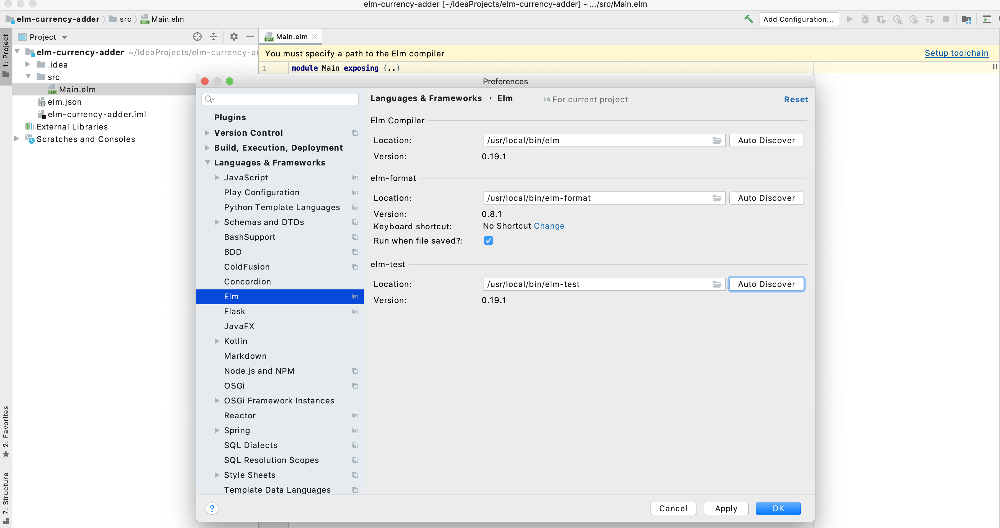 elm-currency-adder [~/IdeaProjects/elm-currency-adder] - .../src/Main.elm
elm-currency-adder src Main.elm
Add Configuration...
1: Project
2: Favorites
7: Structure
Project
elm-currency-adder ~/IdeaProjects/elm-currency-ad
.idea
src
ELM Main.elm
elm.json
elm-currency-adder.iml
External Libraries
Scratches and Consoles
ELM Main.elm
You must specify a path to the Elm compiler
Setup toolchain
1 module Main exposing (..)
Preferences
Plugins
Version Control
Build, Execution, Deployment
Languages & Frameworks
JavaScript
Play Configuration
Python Template Languages
Schemas and DTDs
BashSupport
BDD
ColdFusion
Concordion
Elm
Flask
JavaFX
Kotlin
Markdown
Node.js and NPM
OSGi
OSGi Framework Instances
Reactor
Spring
SQL Dialects
SQL Resolution Scopes
Style Sheets
Template Data Languages
Languages & Frameworks › Elm
For current project
Reset
Elm Compiler
Location: /usr/local/bin/elm Auto Discover
Version: 0.19.1
elm-format
Location: /usr/local/bin/elm-format Auto Discover
Version: 0.8.1
Keyboard shortcut: No Shortcut Change
Run when file saved?:
elm-test
Location: /usr/local/bin/elm-test Auto Discover
Version: 0.19.1
?
Cancel
Apply
OK